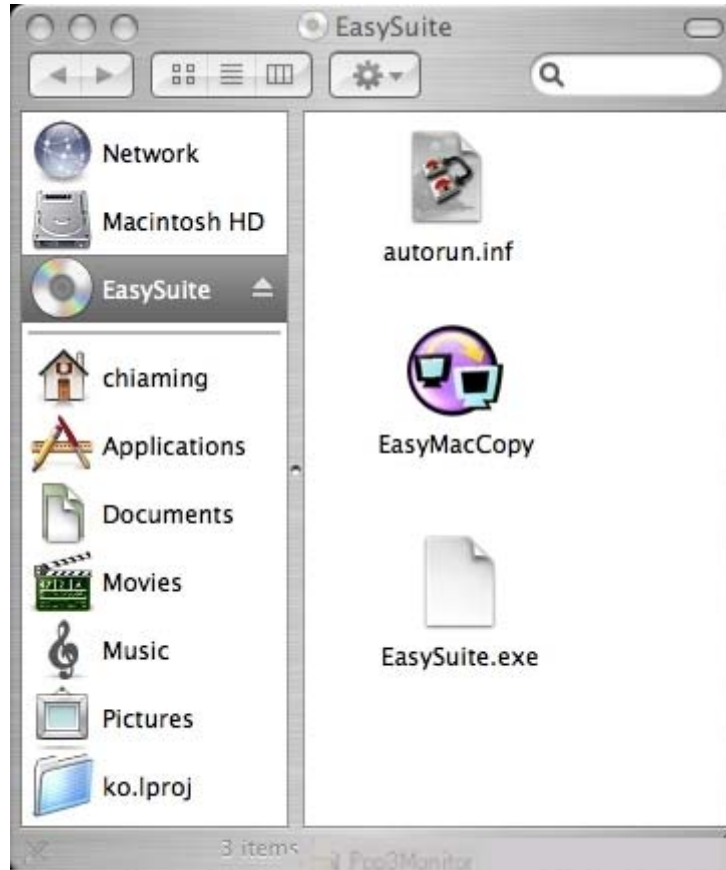 EasySuite
Network
Macintosh HD
EasySuite
chiaming
Applications
Documents
Movies
Music
Pictures
ko.lproj
autorun.inf
EasyMacCopy
EasySuite.exe
3 items
Pop3Monitor